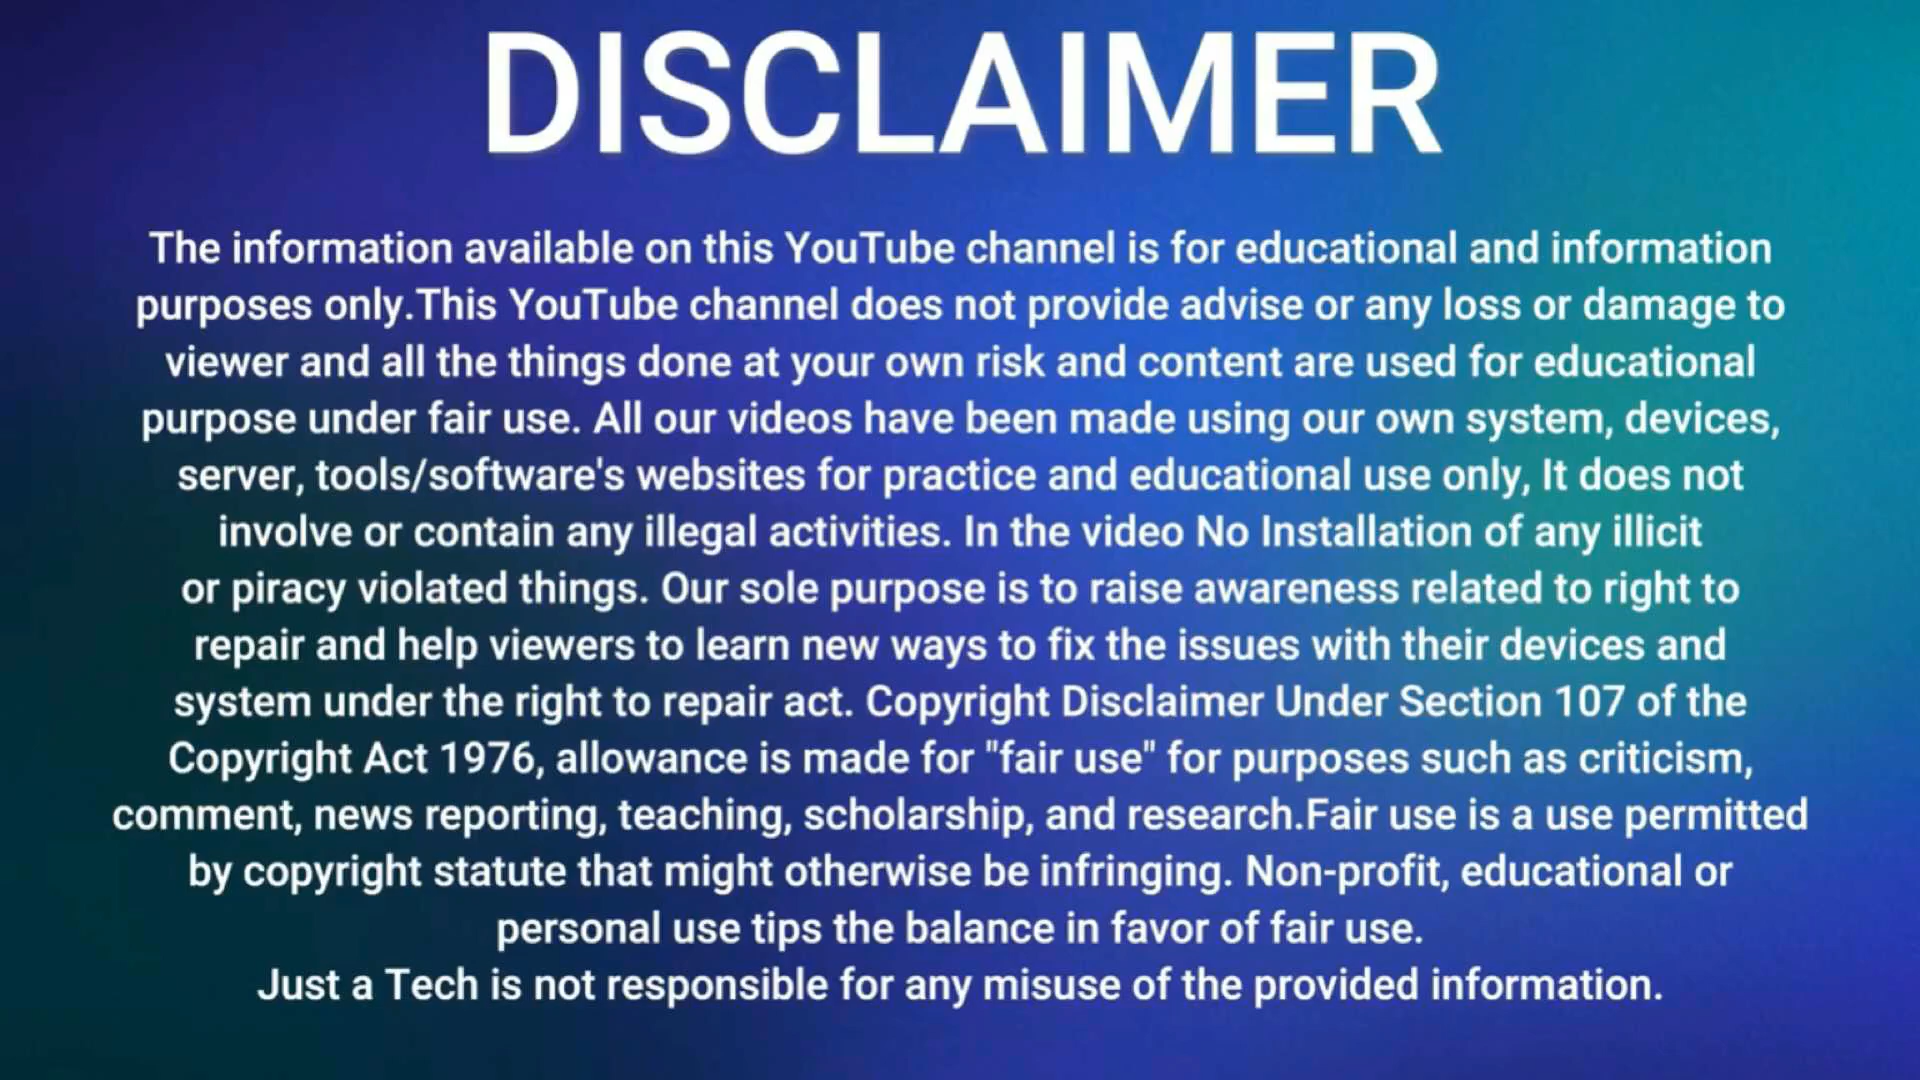 DISCLAIMER
The information available on this YouTube channel is for educational and information
purposes only.This YouTube channel does not provide advise or any loss or damage to
viewer and all the things done at your own risk and content are used for educational
purpose under fair use. All our videos have been made using our own system, devices,
server, tools/software's websites for practice and educational use only, It does not
involve or contain any illegal activities. In the video No Installation of any illicit
or piracy violated things. Our sole purpose is to raise awareness related to right to
repair and help viewers to learn new ways to fix the issues with their devices and
system under the right to repair act. Copyright Disclaimer Under Section 107 of the
Copyright Act 1976, allowance is made for "fair use" for purposes such as criticism,
comment, news reporting, teaching, scholarship, and research.Fair use is a use permitted
by copyright statute that might otherwise be infringing. Non-profit, educational or
personal use tips the balance in favor of fair use.
Just a Tech is not responsible for any misuse of the provided information.